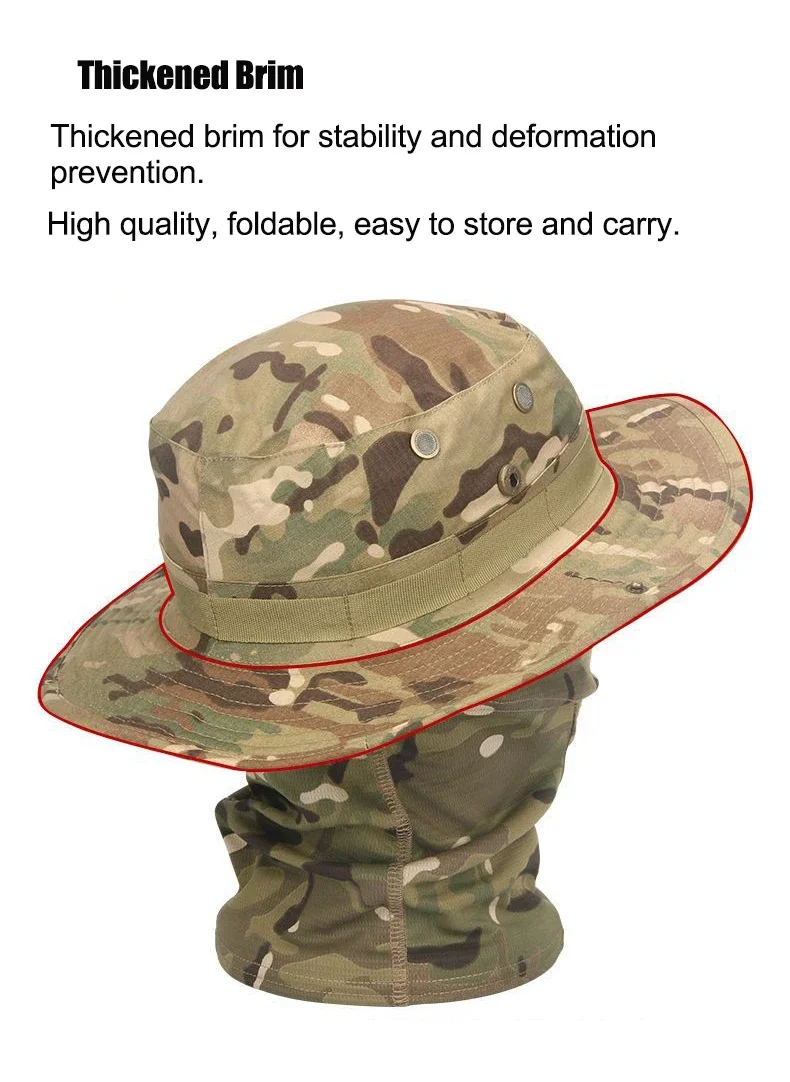 Thickened Brim
Thickened brim for stability and deformation
prevention.
High quality, foldable, easy to store and carry.